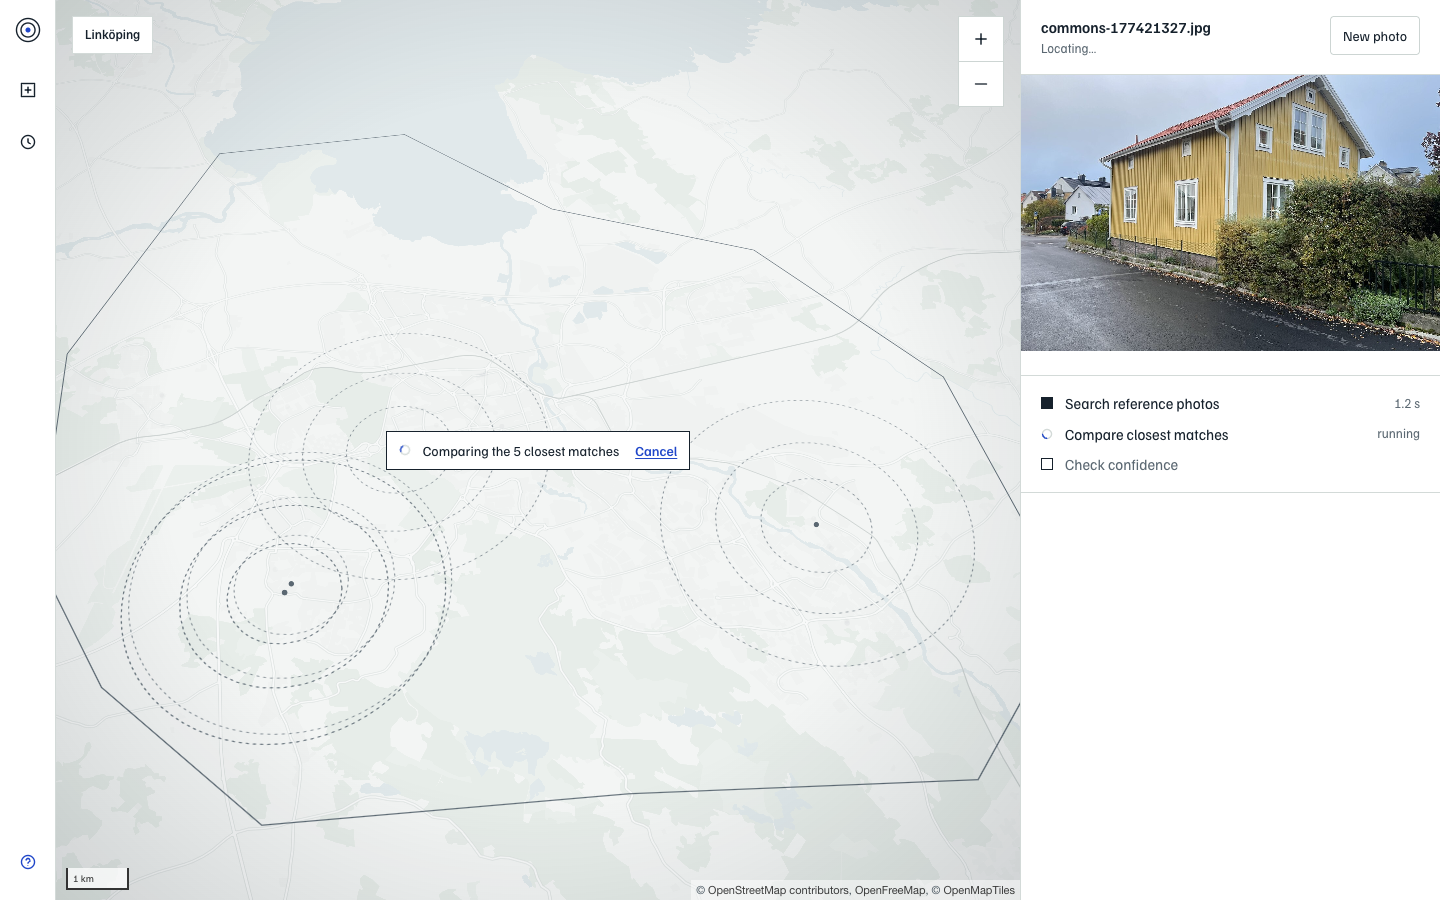 Linköping
+
−
commons-177421327.jpg
Locating...
New photo
Search reference photos
1.2 s
Compare closest matches
running
Check confidence
Comparing the 5 closest matches
Cancel
1 km
© OpenStreetMap contributors, OpenFreeMap, © OpenMapTiles